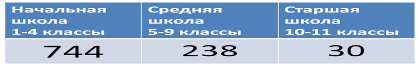 Начальная школа 1-4 классы
Средняя школа 5-9 классы
Старшая школа 10-11 классы
744
238
30